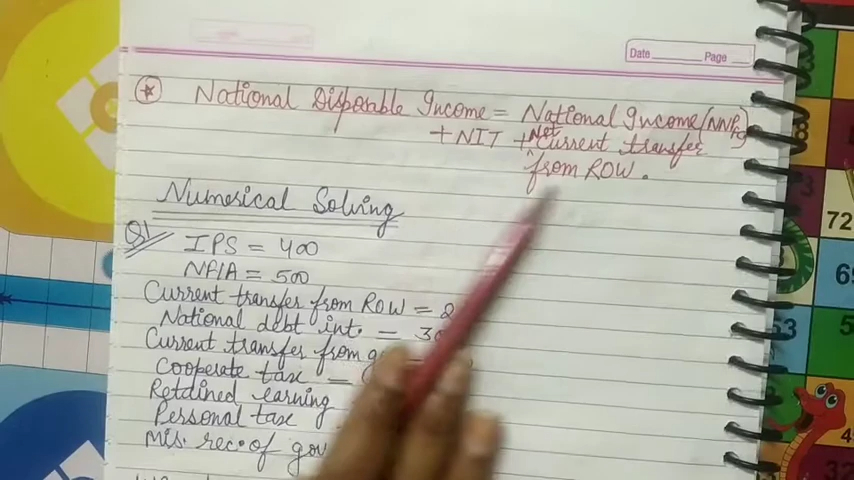 Date Page
National Disposable Income = National Income (NNPFC)
+ NIT + Net Current transfer
from ROW.
Numerical Solving
Q1 IPS = 400
NFIA = 500
Current transfer from ROW =
National debt int. = 30
Current transfer from
Cooperate tax =
Retained earning
Personal tax
Mis. rec. of gov
72